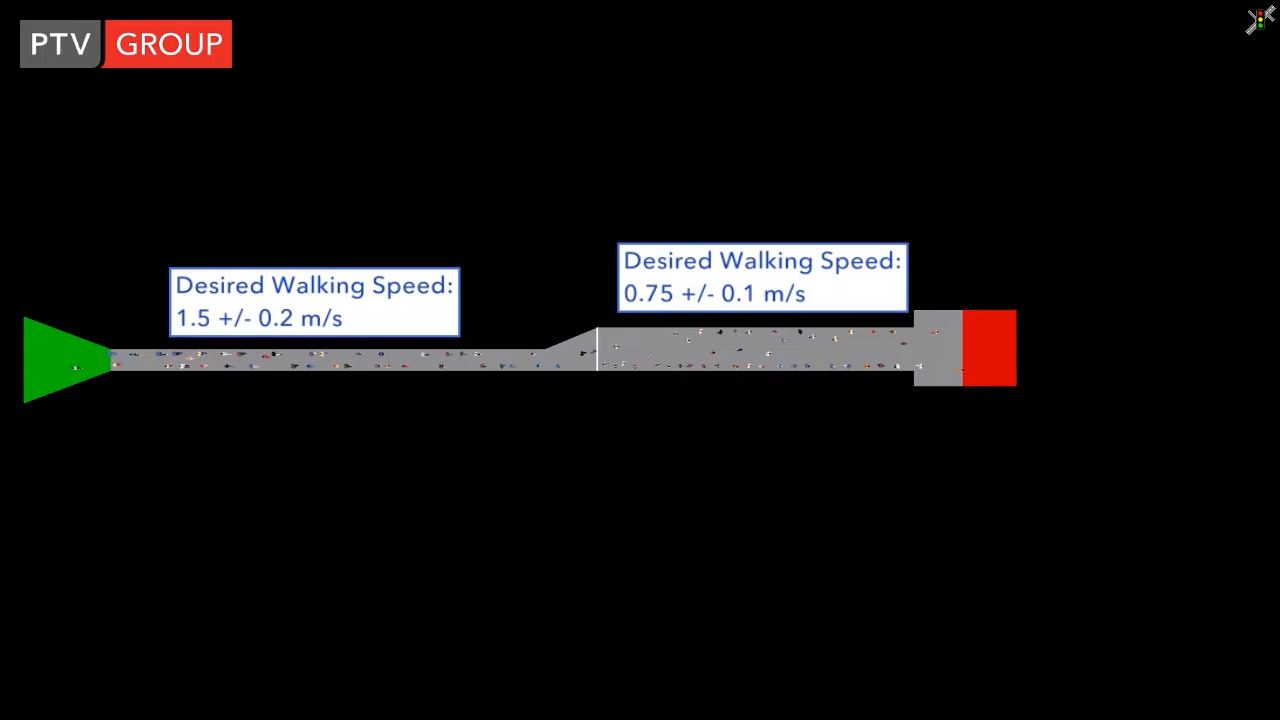 PTV GROUP
Desired Walking Speed:
0.75 +/- 0.1 m/s
Desired Walking Speed:
1.5 +/- 0.2 m/s